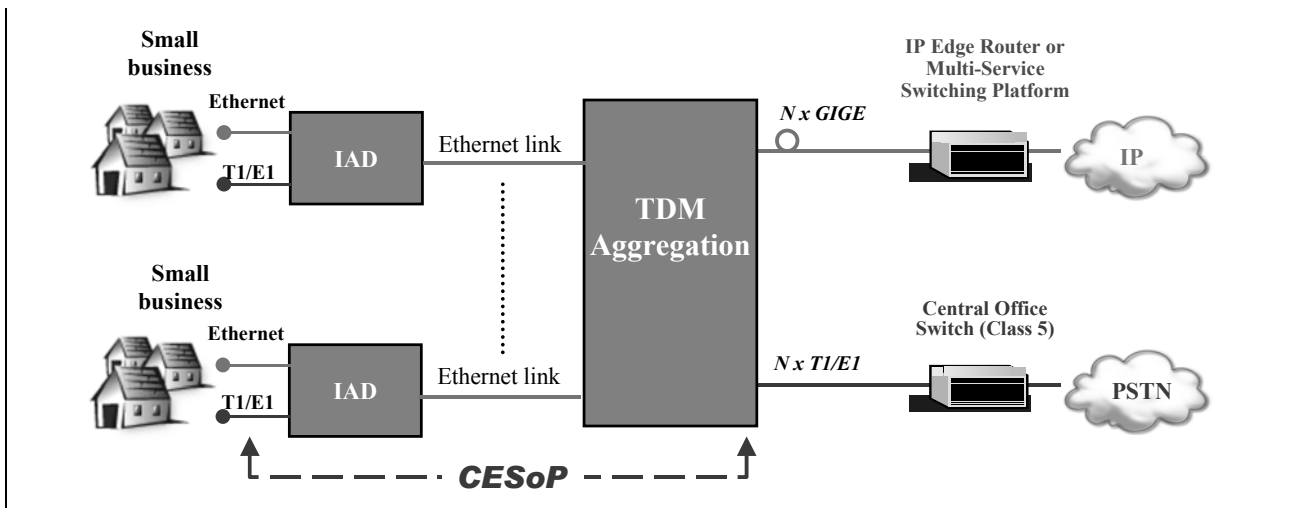 Small
business
Ethernet
T1/E1
IAD
Ethernet link
TDM
Aggregation
N x GIGE
IP Edge Router or
Multi-Service
Switching Platform
IP
Small
business
Ethernet
T1/E1
IAD
Ethernet link
N x T1/E1
Central Office
Switch (Class 5)
PSTN
CESoP